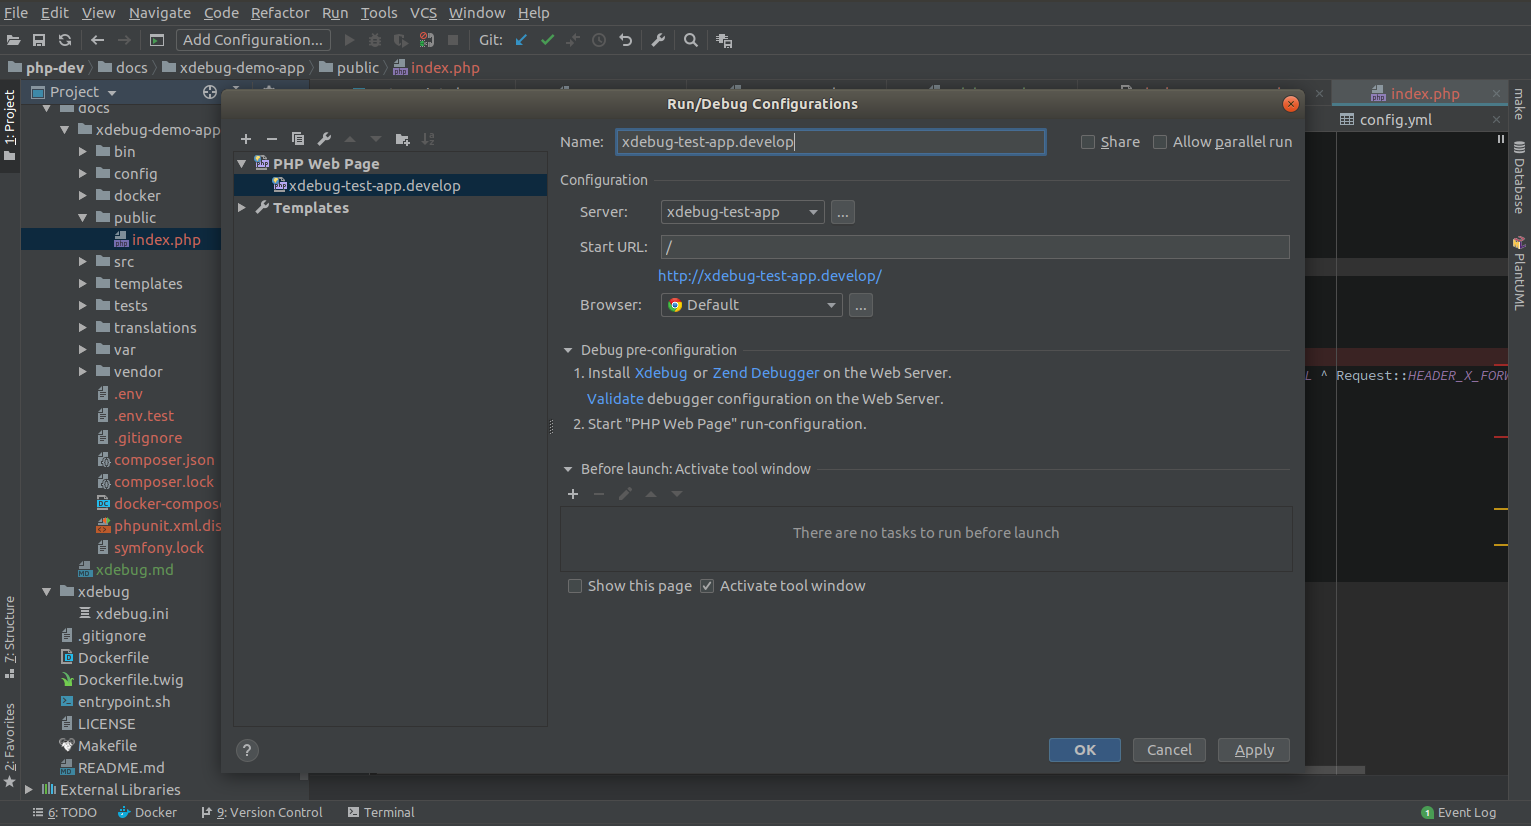 File Edit View Navigate Code Refactor Run Tools VCS Window Help
Add Configuration... Git:
php-dev docs xdebug-demo-app public index.php
Project
index.php
config.yml
1: Project
7: Structure
2: Favorites
make
Database
PlantUML
docs
xdebug-demo-app
bin
config
docker
public
index.php
src
templates
tests
translations
var
vendor
.env
.env.test
.gitignore
composer.json
composer.lock
docker-compos
phpunit.xml.dis
symfony.lock
xdebug.md
xdebug
xdebug.ini
.gitignore
Dockerfile
Dockerfile.twig
entrypoint.sh
LICENSE
Makefile
README.md
External Libraries
Run/Debug Configurations
PHP Web Page
xdebug-test-app.develop
Templates
Name: xdebug-test-app.develop Share Allow parallel run
Configuration
Server: xdebug-test-app ...
Start URL: /
http://xdebug-test-app.develop/
Browser: Default ...
Debug pre-configuration
1. Install Xdebug or Zend Debugger on the Web Server.
Validate debugger configuration on the Web Server.
2. Start "PHP Web Page" run-configuration.
Before launch: Activate tool window
There are no tasks to run before launch
Show this page Activate tool window
? OK Cancel Apply
L ^ Request::HEADER_X_FORW
6: TODO Docker 9: Version Control Terminal 1 Event Log